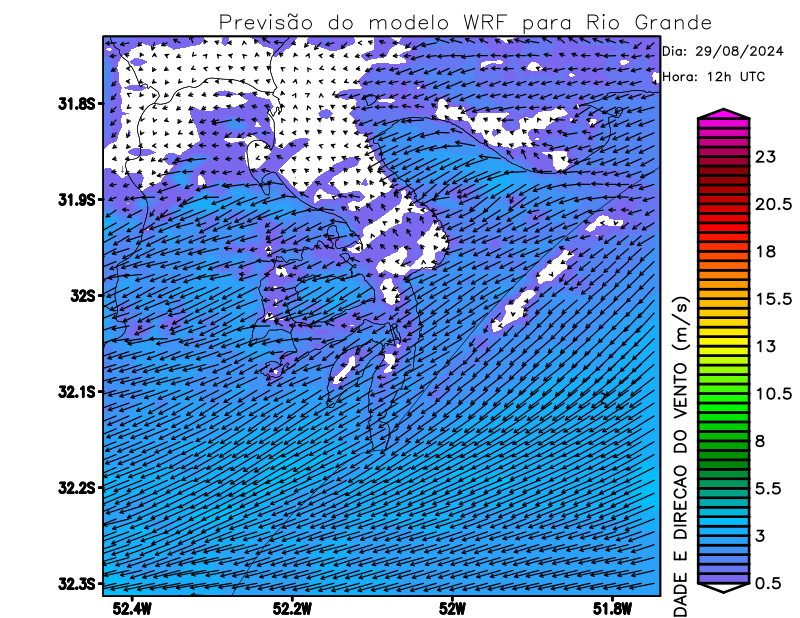 Previsão do modelo WRF para Rio Grande
Dia: 29/08/2024
Hora: 12h UTC
31.8S
31.9S
32S
32.1S
32.2S
32.3S
52.4W
52.2W
52W
51.8W
23
20.5
18
15.5
13
10.5
8
5.5
3
0.5
DADE E DIRECAO DO VENTO (m/s)